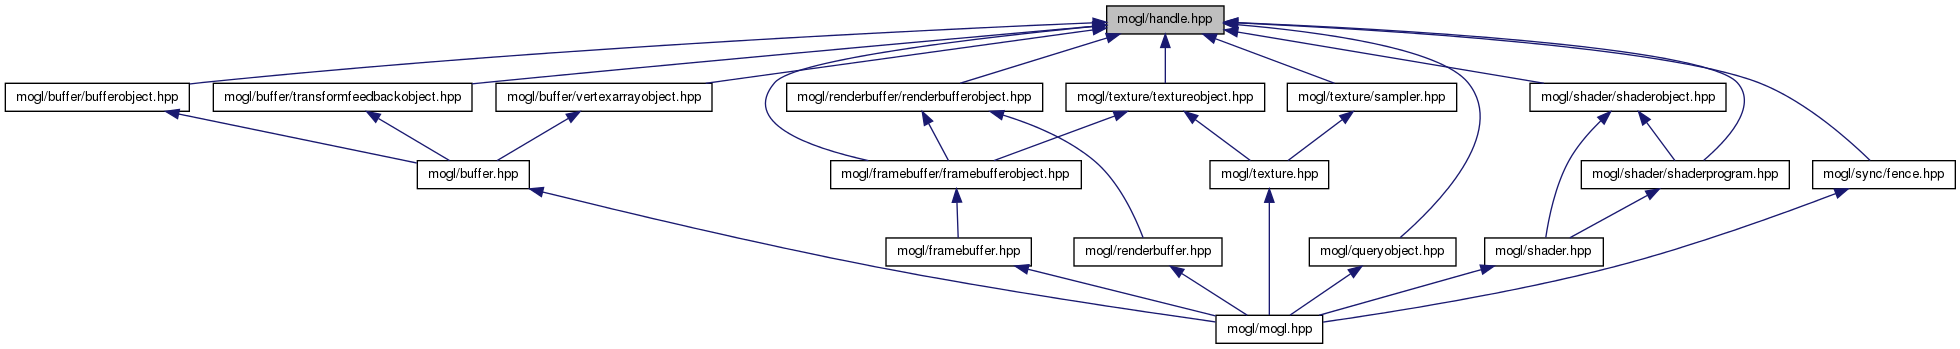 mogl/handle.hpp
mogl/buffer/bufferobject.hpp
mogl/buffer/transformfeedbackobject.hpp
mogl/buffer/vertexarrayobject.hpp
mogl/renderbuffer/renderbufferobject.hpp
mogl/texture/textureobject.hpp
mogl/texture/sampler.hpp
mogl/shader/shaderobject.hpp
mogl/buffer.hpp
mogl/framebuffer/framebufferobject.hpp
mogl/texture.hpp
mogl/shader/shaderprogram.hpp
mogl/sync/fence.hpp
mogl/framebuffer.hpp
mogl/renderbuffer.hpp
mogl/queryobject.hpp
mogl/shader.hpp
mogl/mogl.hpp